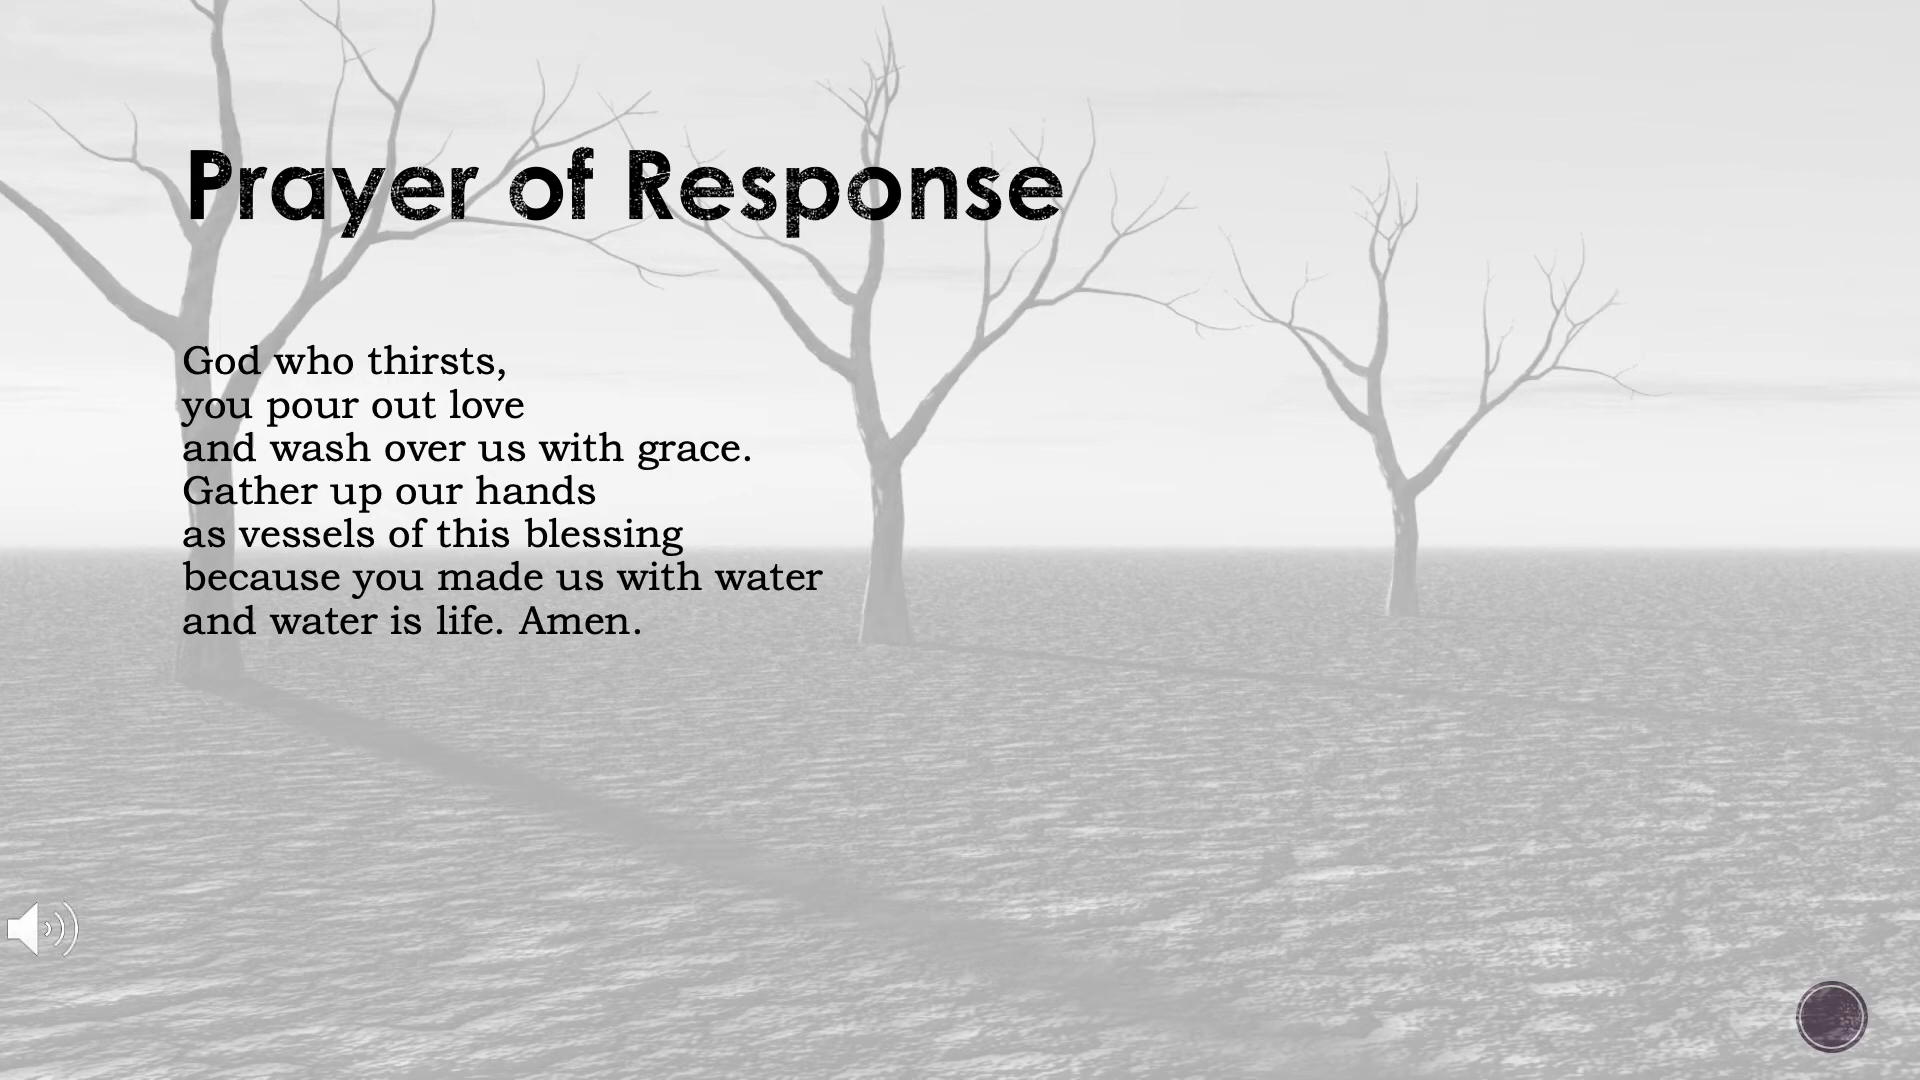 Prayer of Response
God who thirsts,
you pour out love
and wash over us with grace.
Gather up our hands
as vessels of this blessing
because you made us with water
and water is life. Amen.